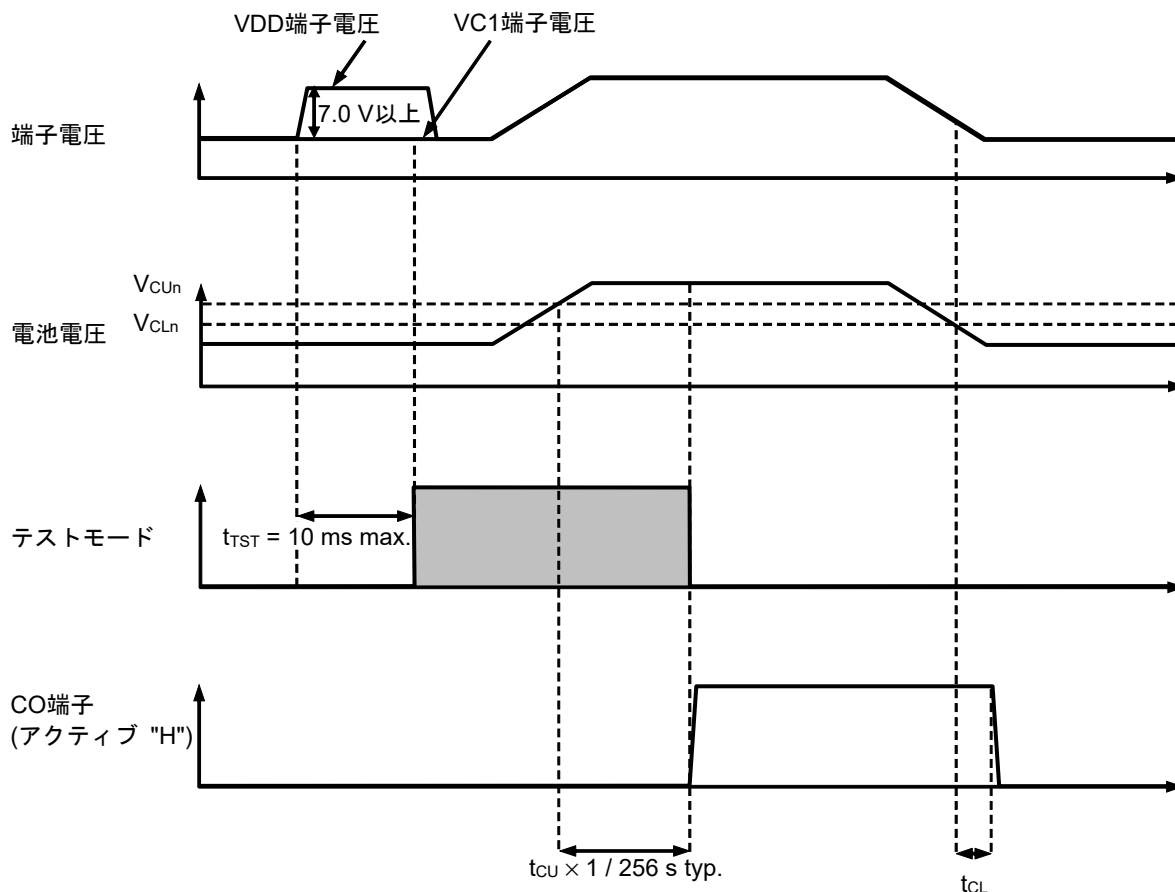 VDD端子電圧
VC1端子電圧
7.0 V以上
端子電圧
VCUn
VCLn
電池電圧
テストモード
tTST = 10 ms max.
CO端子
(アクティブ "H")
tCU × 1 / 256 s typ.
tCL